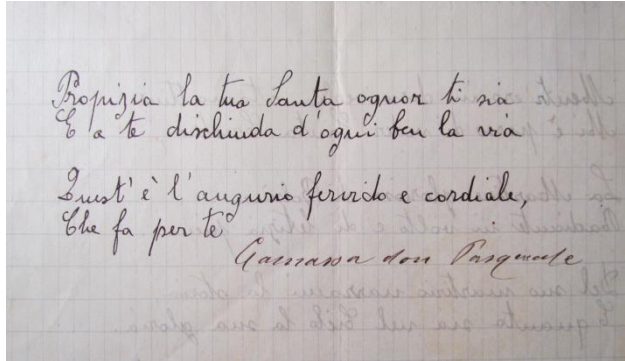 Propizia la tua Santa ognor ti sia
E a te dischiuda d'ogni ben la via
Quest' è l'augurio fervido e cordiale,
Che fa per te
Camassa don Pasquale